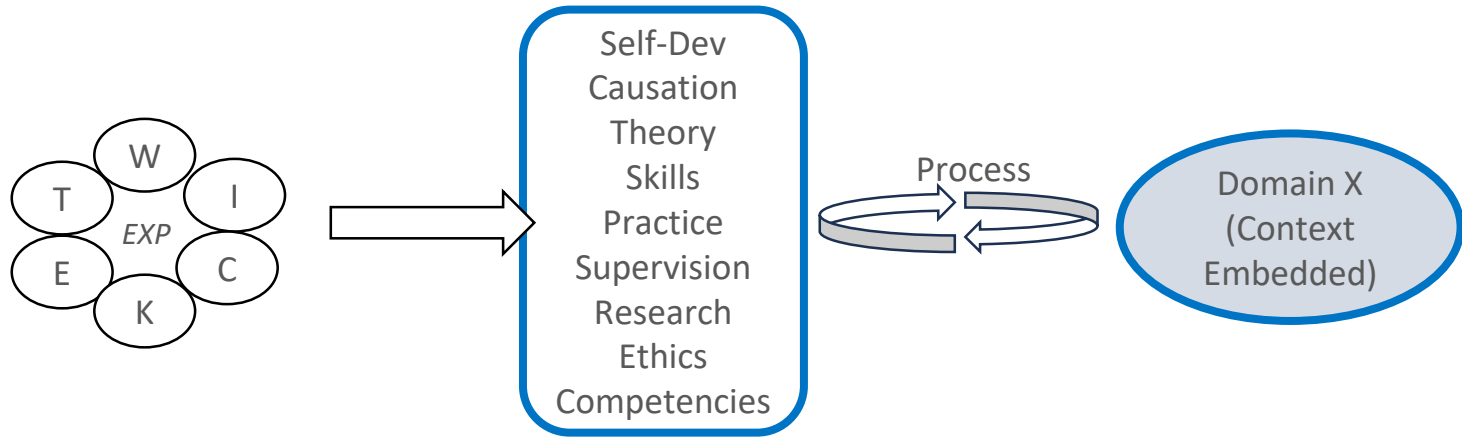 W
T
I
EXP
E
C
K
Self-Dev
Causation
Theory
Skills
Practice
Supervision
Research
Ethics
Competencies
Process
Domain X
(Context
Embedded)